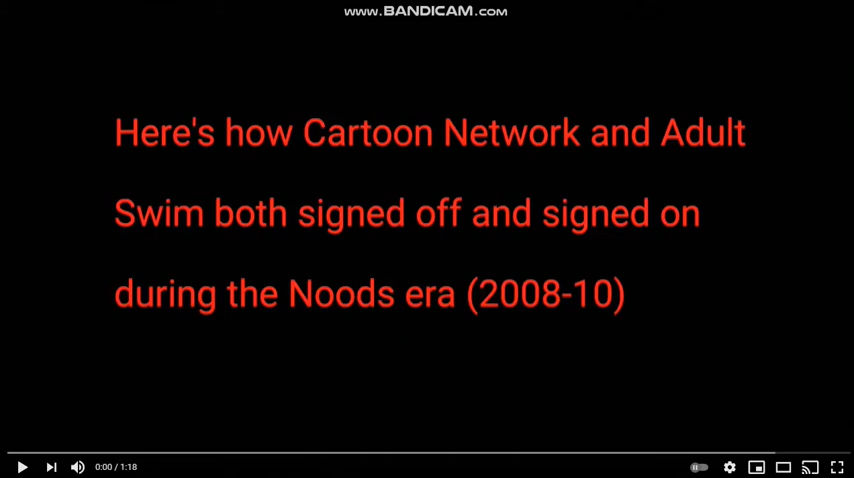 www.BANDICAM.com
Here's how Cartoon Network and Adult
Swim both signed off and signed on
during the Noods era (2008-10)
0:00 / 1:18